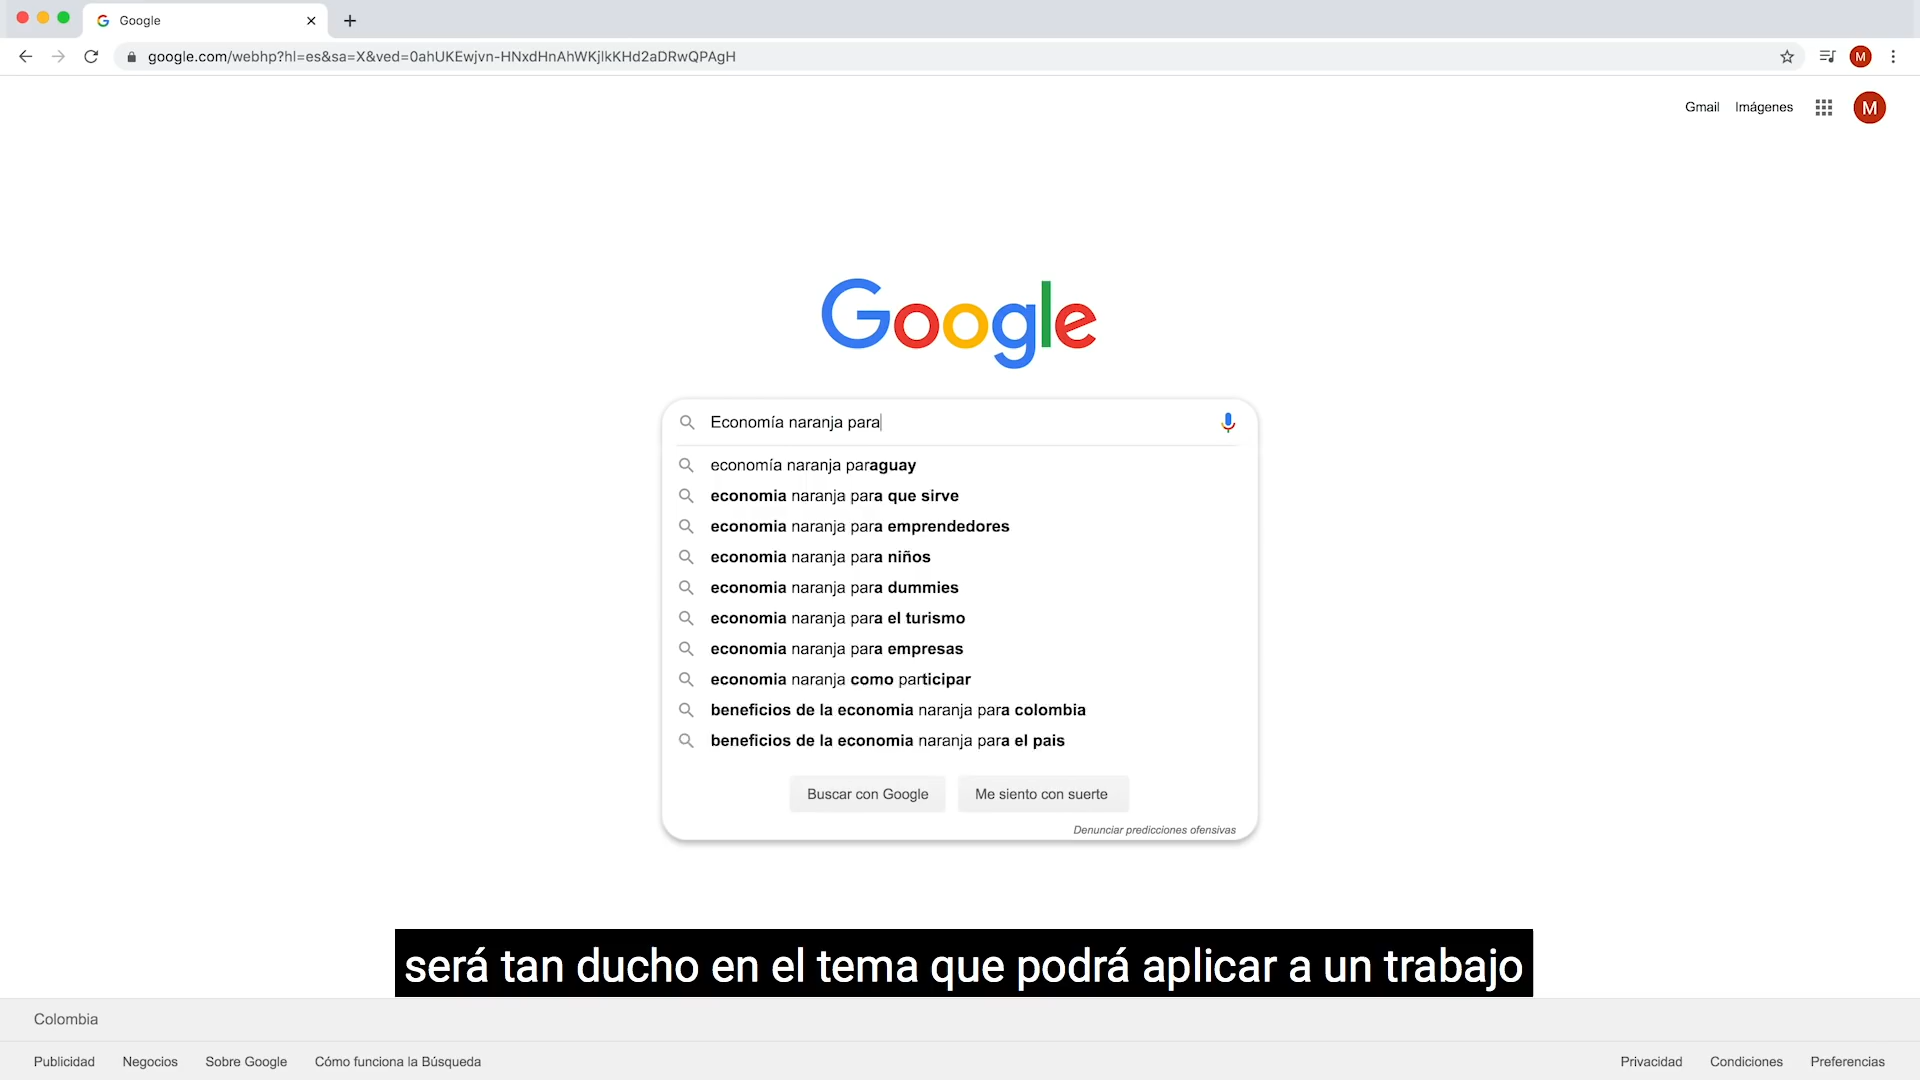 Google
google.com/webhp?hl=es&sa=X&ved=0ahUKEwjvn-HNxdHnAhWKjlkKHd2aDRwQPAgH
M
Gmail Imágenes M
Google
Economía naranja para
economía naranja paraguay
economia naranja para que sirve
economia naranja para emprendedores
economia naranja para niños
economia naranja para dummies
economia naranja para el turismo
economia naranja para empresas
economia naranja como participar
beneficios de la economia naranja para colombia
beneficios de la economia naranja para el pais
Buscar con Google Me siento con suerte
Denunciar predicciones ofensivas
será tan ducho en el tema que podrá aplicar a un trabajo
Colombia
Publicidad Negocios Sobre Google Cómo funciona la Búsqueda Privacidad Condiciones Preferencias